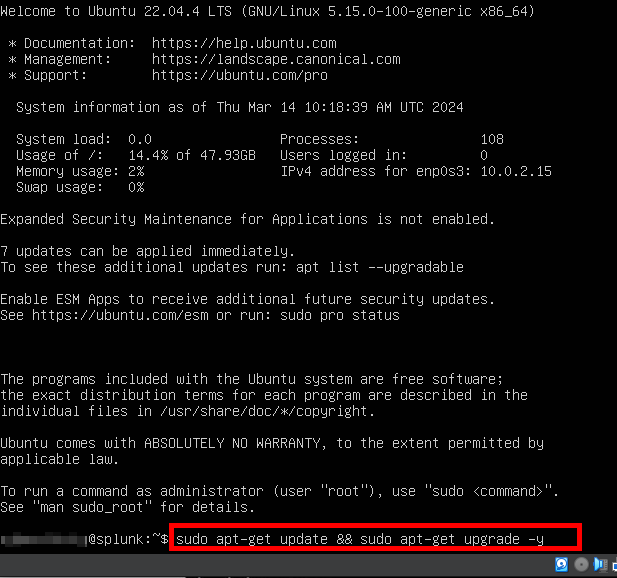 Welcome to Ubuntu 22.04.4 LTS (GNU/Linux 5.15.0-100-generic x86_64)
* Documentation:  https://help.ubuntu.com
* Management:     https://landscape.canonical.com
* Support:        https://ubuntu.com/pro
System information as of Thu Mar 14 10:18:39 AM UTC 2024
System load:  0.0                Processes:               108
Usage of /:   14.4% of 47.93GB   Users logged in:         0
Memory usage: 2%                 IPv4 address for enp0s3: 10.0.2.15
Swap usage:   0%
Expanded Security Maintenance for Applications is not enabled.
7 updates can be applied immediately.
To see these additional updates run: apt list --upgradable
Enable ESM Apps to receive additional future security updates.
See https://ubuntu.com/esm or run: sudo pro status
The programs included with the Ubuntu system are free software;
the exact distribution terms for each program are described in the
individual files in /usr/share/doc/*/copyright.
Ubuntu comes with ABSOLUTELY NO WARRANTY, to the extent permitted by
applicable law.
To run a command as administrator (user "root"), use "sudo <command>".
See "man sudo_root" for details.
@splunk:~$ sudo apt-get update && sudo apt-get upgrade -y